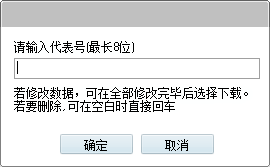 请输入代表号(最长8位)
若修改数据，可在全部修改完毕后选择下载。
若要删除,可在空白时直接回车
确定 取消